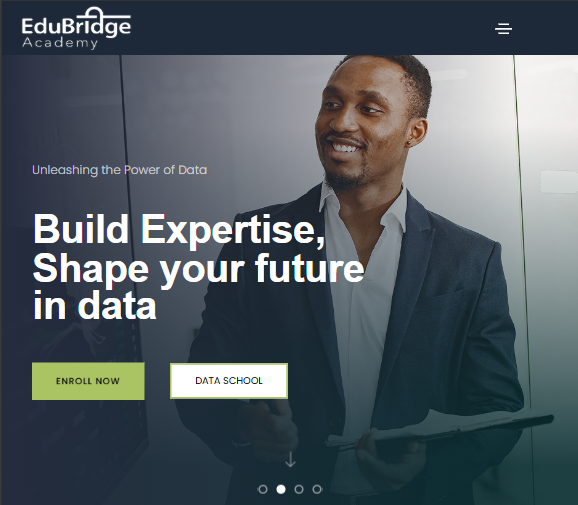 EduBridge
Academy
Unleashing the Power of Data
Build Expertise,
Shape your future
in data
ENROLL NOW
DATA SCHOOL